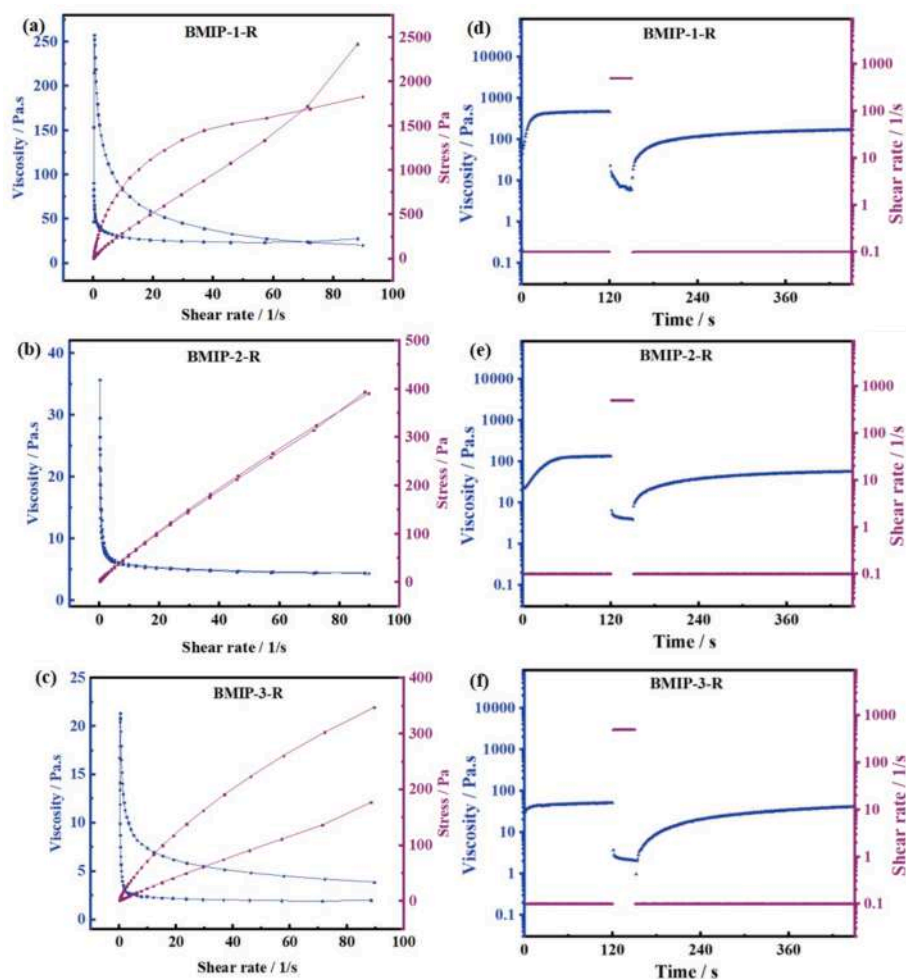 (a)
BMIP-1-R
Viscosity / Pa.s
250
200
150
100
50
0
Stress / Pa
2500
2000
1500
1000
500
0
0 20 40 60 80 100
Shear rate / 1/s
(d)
BMIP-1-R
Viscosity / Pa.s
10000
1000
100
10
1
0.1
Shear rate / 1/s
1000
100
10
1
0.1
0 120 240 360
Time / s
(b)
BMIP-2-R
Viscosity / Pa.s
40
30
20
10
0
Stress / Pa
500
400
300
200
100
0
0 20 40 60 80 100
Shear rate / 1/s
(e)
BMIP-2-R
Viscosity / Pa.s
10000
1000
100
10
1
0.1
Shear rate / 1/s
1000
100
10
1
0.1
0 120 240 360
Time / s
(c)
BMIP-3-R
Viscosity / Pa.s
25
20
15
10
5
0
Stress / Pa
400
300
200
100
0
0 20 40 60 80 100
Shear rate / 1/s
(f)
BMIP-3-R
Viscosity / Pa.s
10000
1000
100
10
1
0.1
Shear rate / 1/s
1000
100
10
1
0.1
0 120 240 360
Time / s